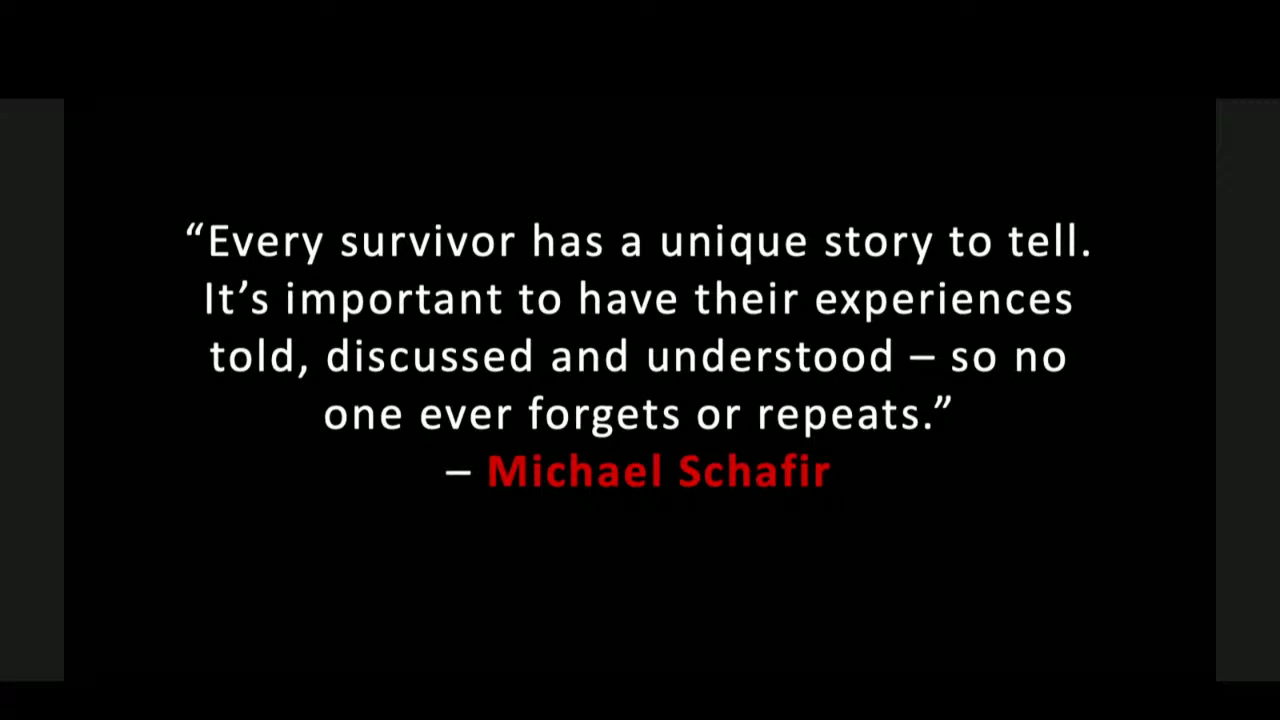 “Every survivor has a unique story to tell.
It’s important to have their experiences
told, discussed and understood – so no
one ever forgets or repeats.”
– Michael Schafir